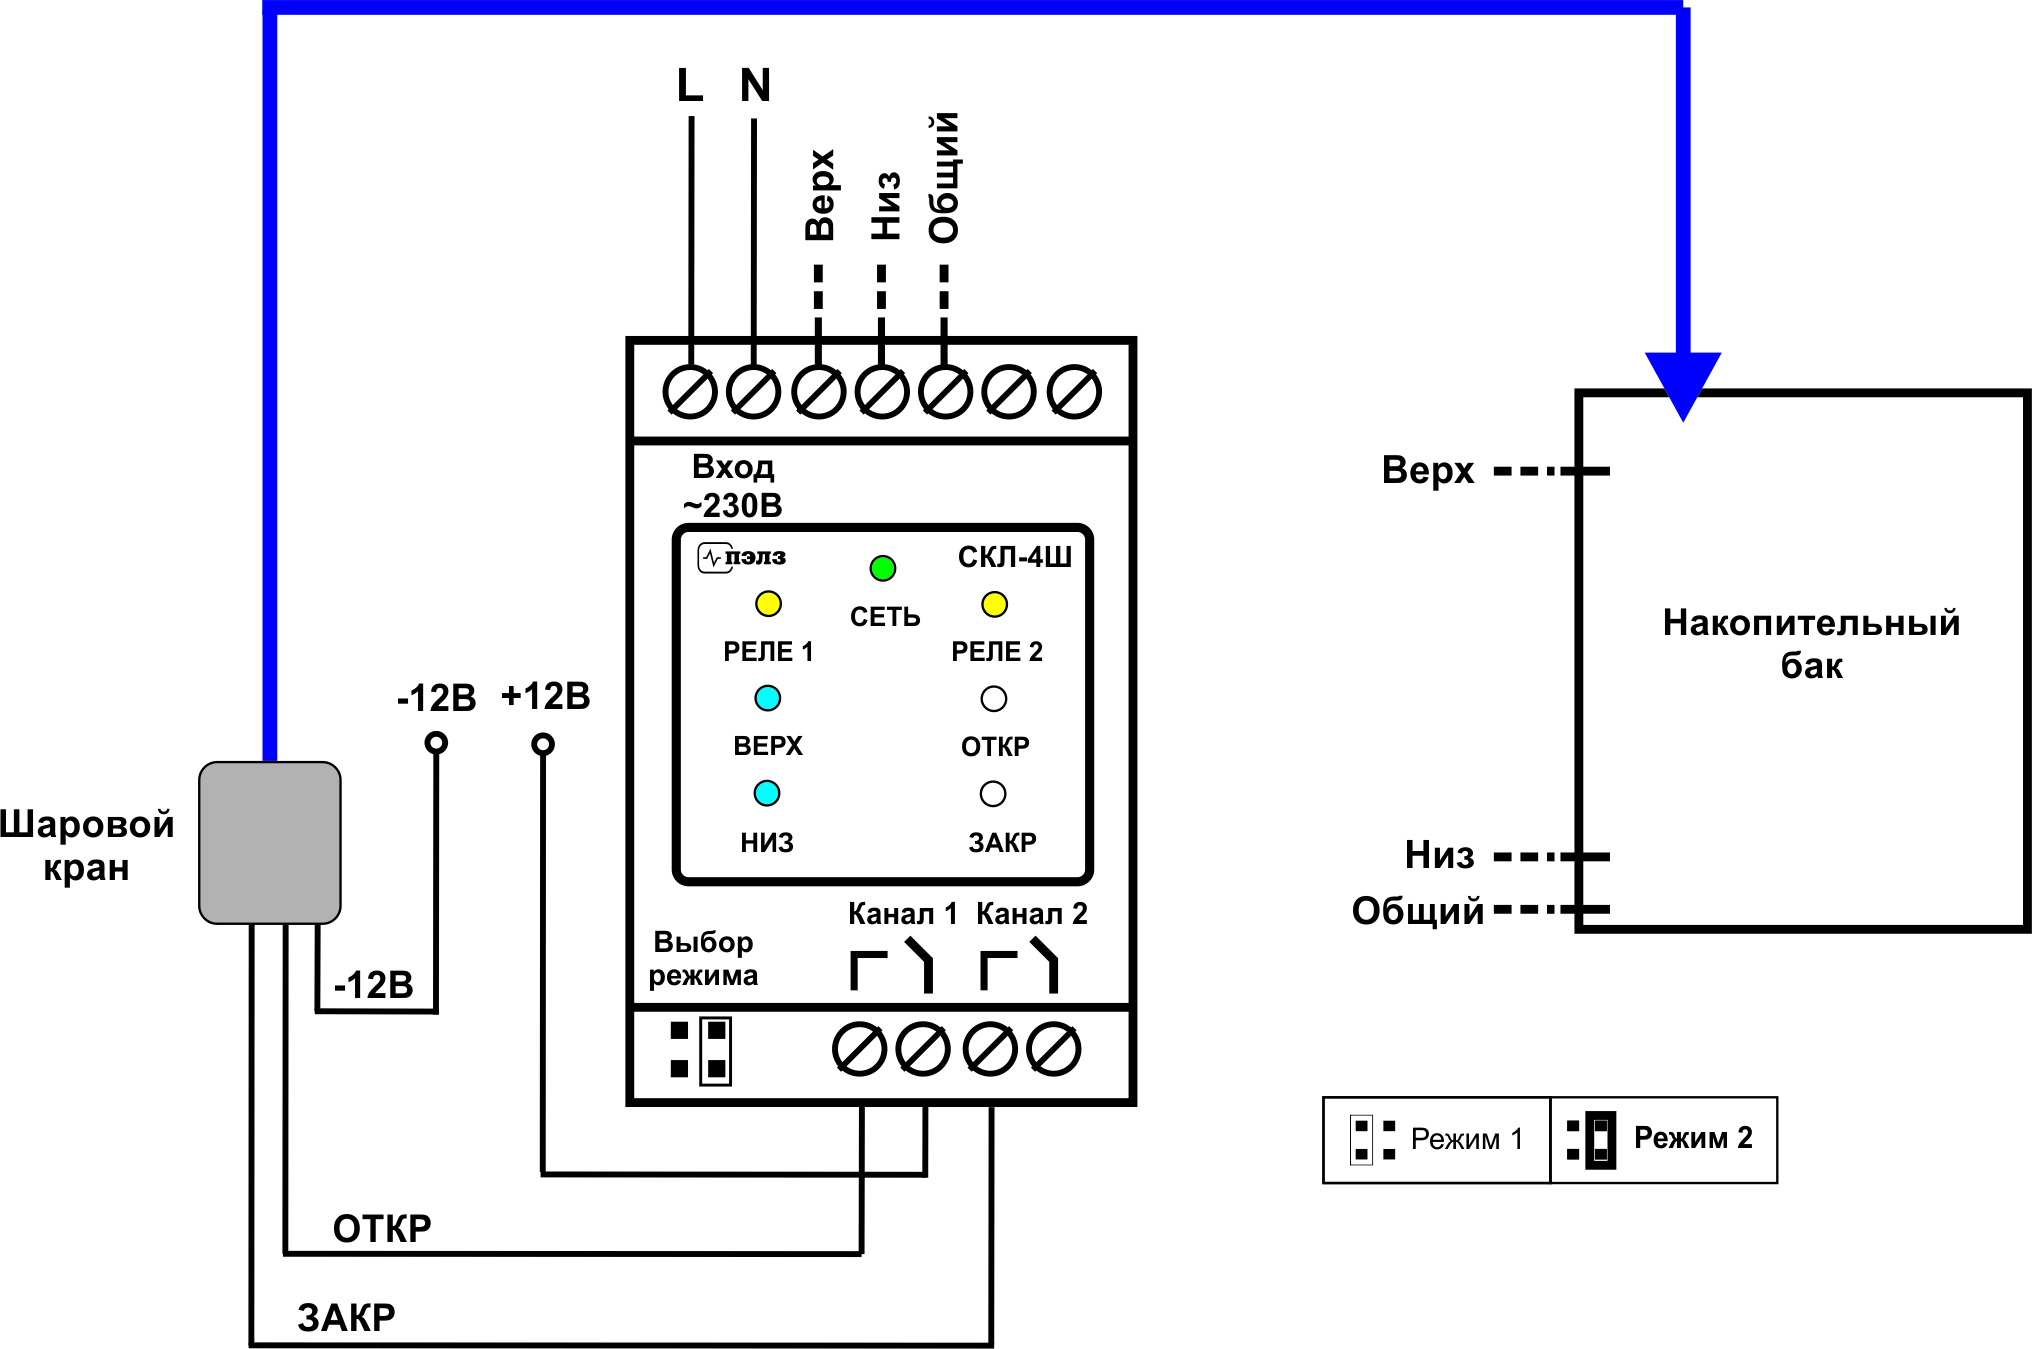 L N
Верх
Низ
Общий
Вход
~230В
пэлз
СКЛ-4Ш
СЕТЬ
РЕЛЕ 1
РЕЛЕ 2
ВЕРХ
ОТКР
НИЗ
ЗАКР
Канал 1 Канал 2
Выбор
режима
-12В +12В
Шаровой
кран
-12В
ОТКР
ЗАКР
Верх
Накопительный
бак
Низ
Общий
Режим 1
Режим 2